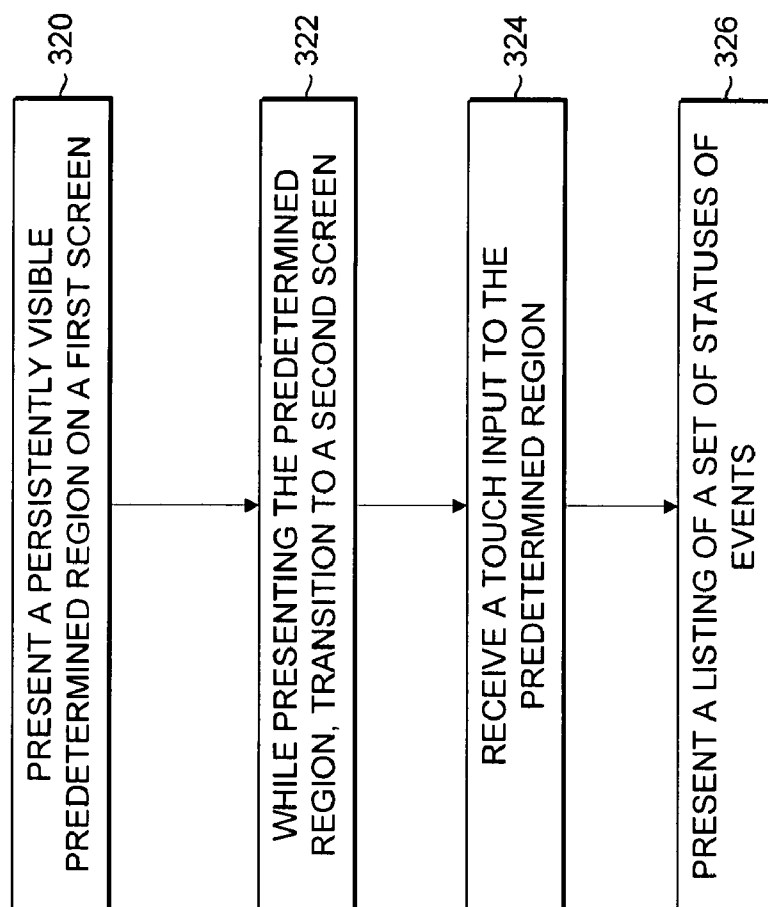 PRESENT A PERSISTENTLY VISIBLE
PREDETERMINED REGION ON A FIRST SCREEN
320
WHILE PRESENTING THE PREDETERMINED
REGION, TRANSITION TO A SECOND SCREEN
322
RECEIVE A TOUCH INPUT TO THE
PREDETERMINED REGION
324
PRESENT A LISTING OF A SET OF STATUSES OF
EVENTS
326